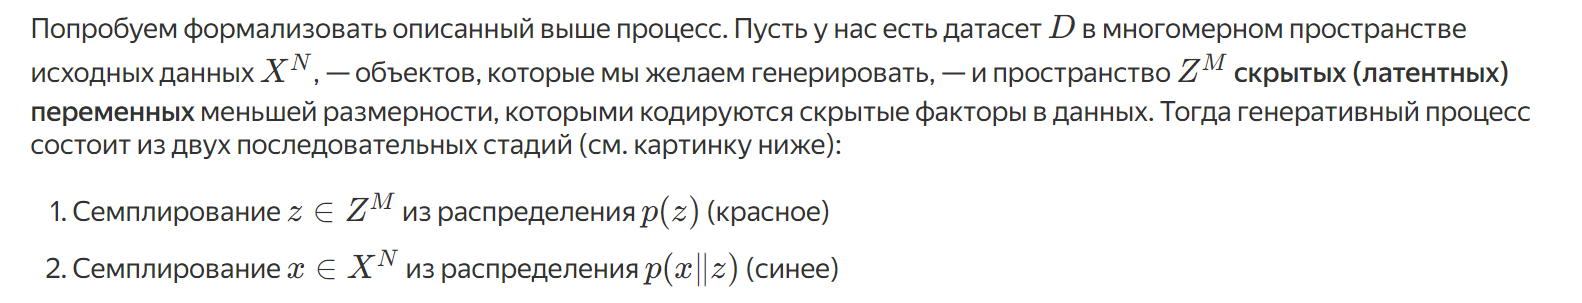 Попробуем формализовать описанный выше процесс. Пусть у нас есть датасет D в многомерном пространстве
исходных данных X^N, — объектов, которые мы желаем генерировать, — и пространство Z^M скрытых (латентных)
переменных меньшей размерности, которыми кодируются скрытые факторы в данных. Тогда генеративный процесс
состоит из двух последовательных стадий (см. картинку ниже):
1. Семплирование z ∈ Z^M из распределения p(z) (красное)
2. Семплирование x ∈ X^N из распределения p(x||z) (синее)